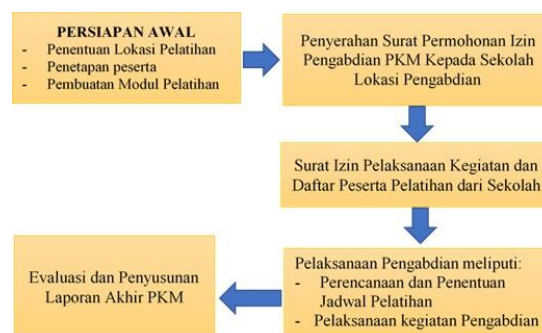 PERSIAPAN AWAL
- Penentuan Lokasi Pelatihan
- Penetapan peserta
- Pembuatan Modul Pelatihan
Penyerahan Surat Permohonan Izin
Pengabdian PKM Kepada Sekolah
Lokasi Pengabdian
Surat Izin Pelaksanaan Kegiatan dan
Daftar Peserta Pelatihan dari Sekolah
Pelaksanaan Pengabdian meliputi:
- Perencanaan dan Penentuan
Jadwal Pelatihan
- Pelaksanaan kegiatan Pengabdian
Evaluasi dan Penyusunan
Laporan Akhir PKM